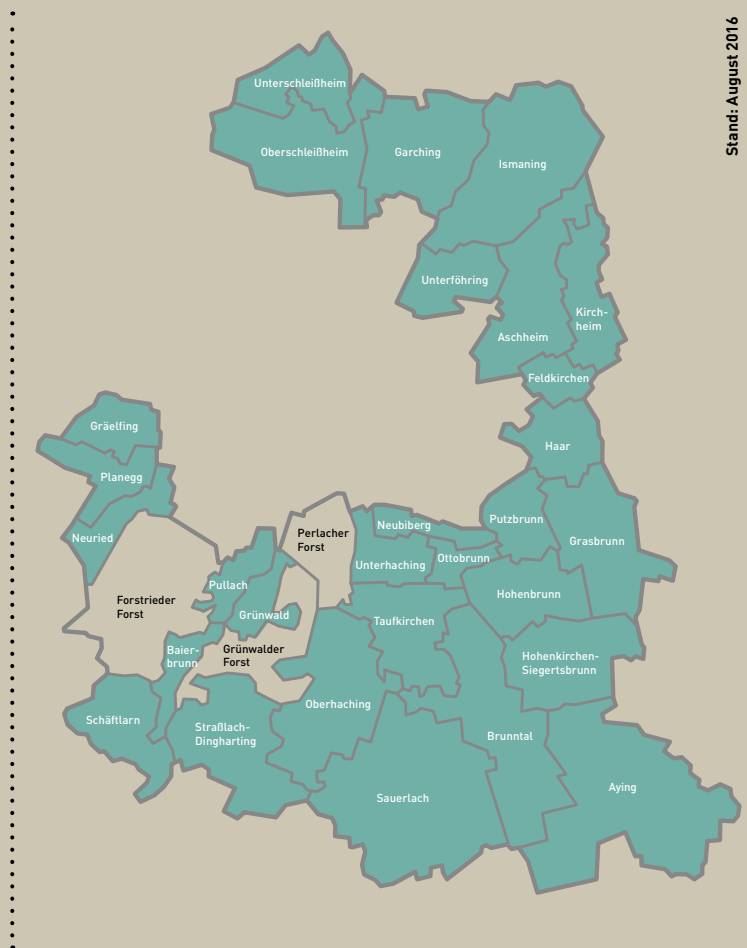 Stand: August 2016
Unterschleißheim
Oberschleißheim
Garching
Ismaning
Unterföhring
Kirch-
heim
Aschheim
Feldkirchen
Haar
Gräelfing
Planegg
Neuried
Putzbrunn
Grasbrunn
Perlacher
Forst
Neubiberg
Unterhaching
Ottobrunn
Hohenbrunn
Pullach
Forstrieder
Forst
Grünwald
Taufkirchen
Baier-
brunn
Grünwalder
Forst
Hohenkirchen-
Siegertsbrunn
Schäftlarn
Straßlach-
Dingharting
Oberhaching
Brunntal
Sauerlach
Aying